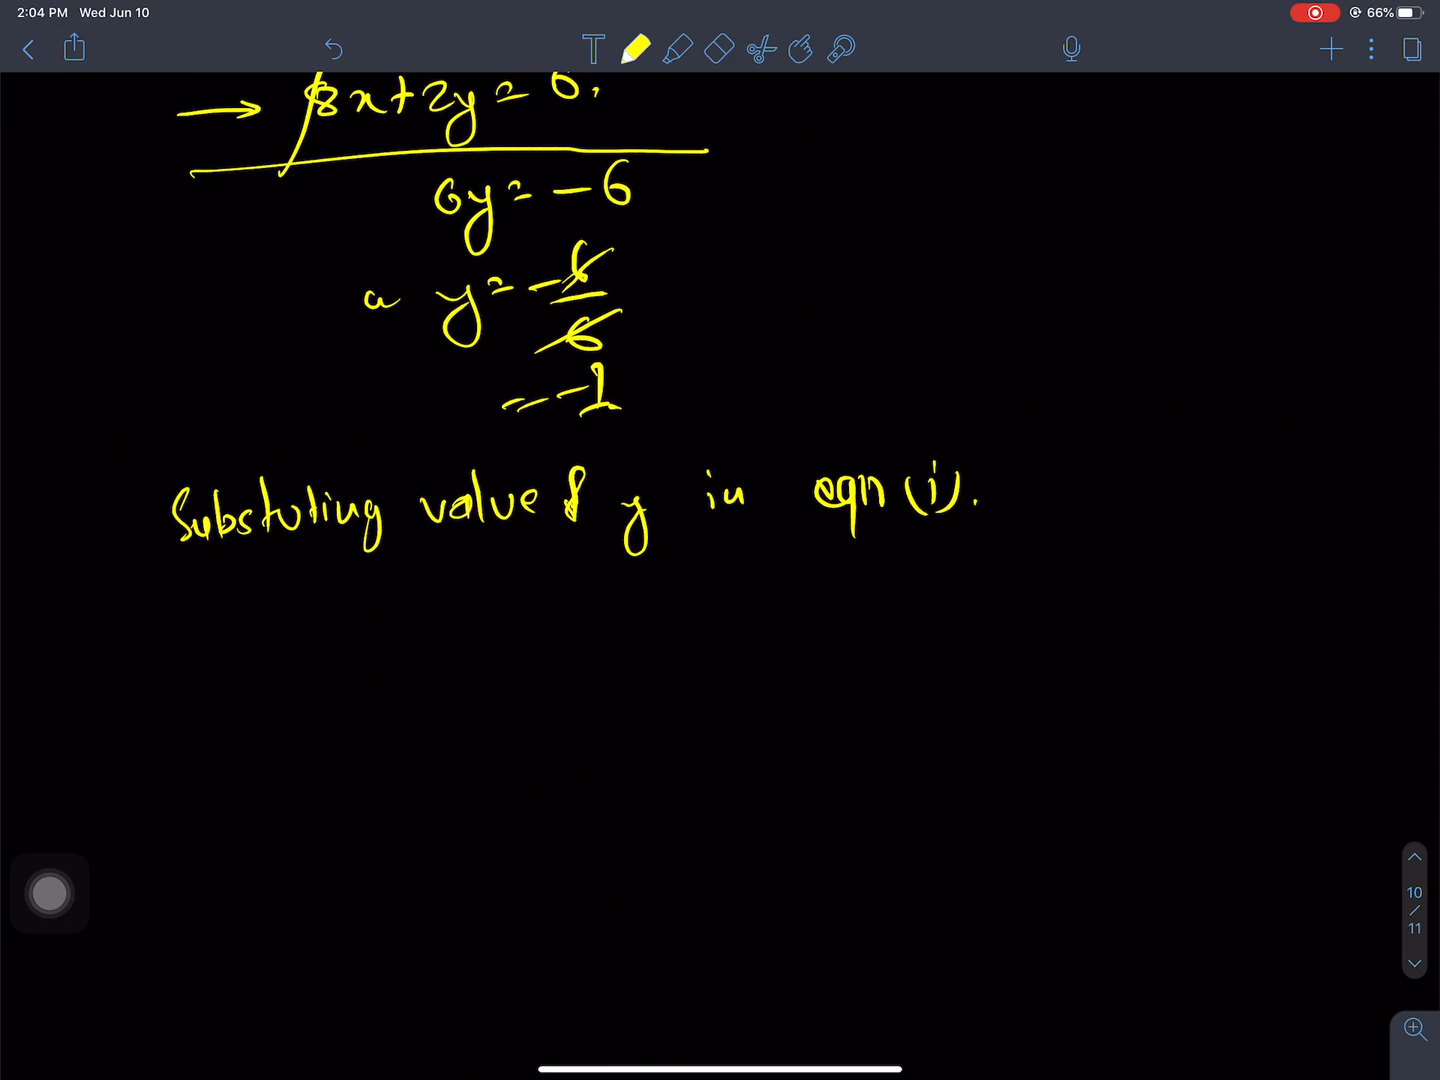 2:04 PM Wed Jun 10
66%
T
x + 2y = 0.
6y = -6
y = -6
6
= -1
Substuting value of y in eqn (i).
10
/
11